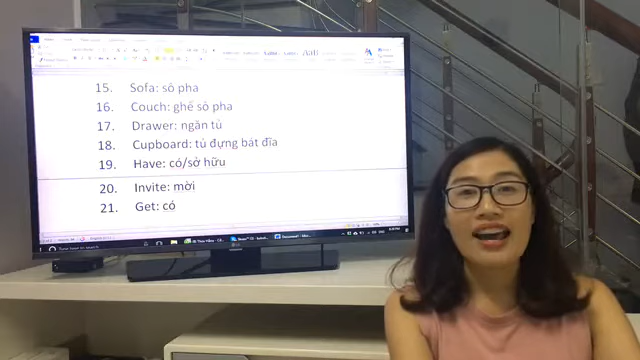 15. Sofa: sô pha
16. Couch: ghế sô pha
17. Drawer: ngăn tủ
18. Cupboard: tủ đựng bát đĩa
19. Have: có/sở hữu
20. Invite: mời
21. Get: có